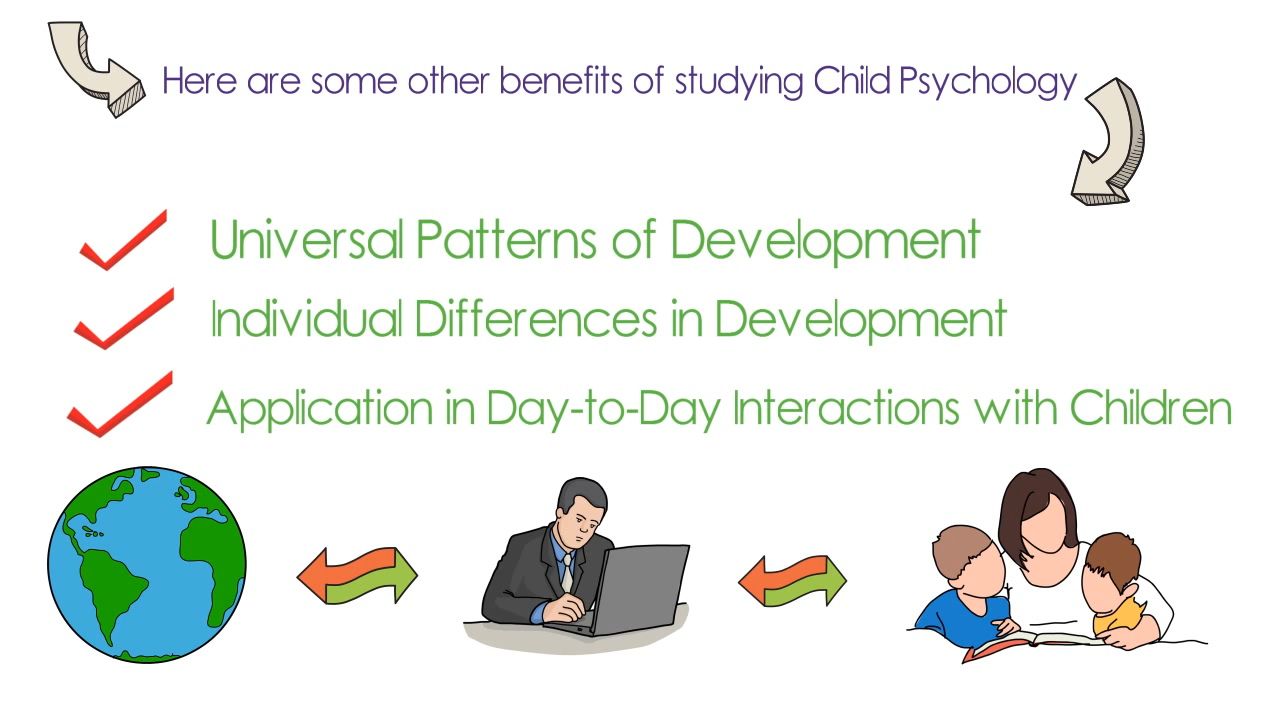 Here are some other benefits of studying Child Psychology
Universal Patterns of Development
Individual Differences in Development
Application in Day-to-Day Interactions with Children